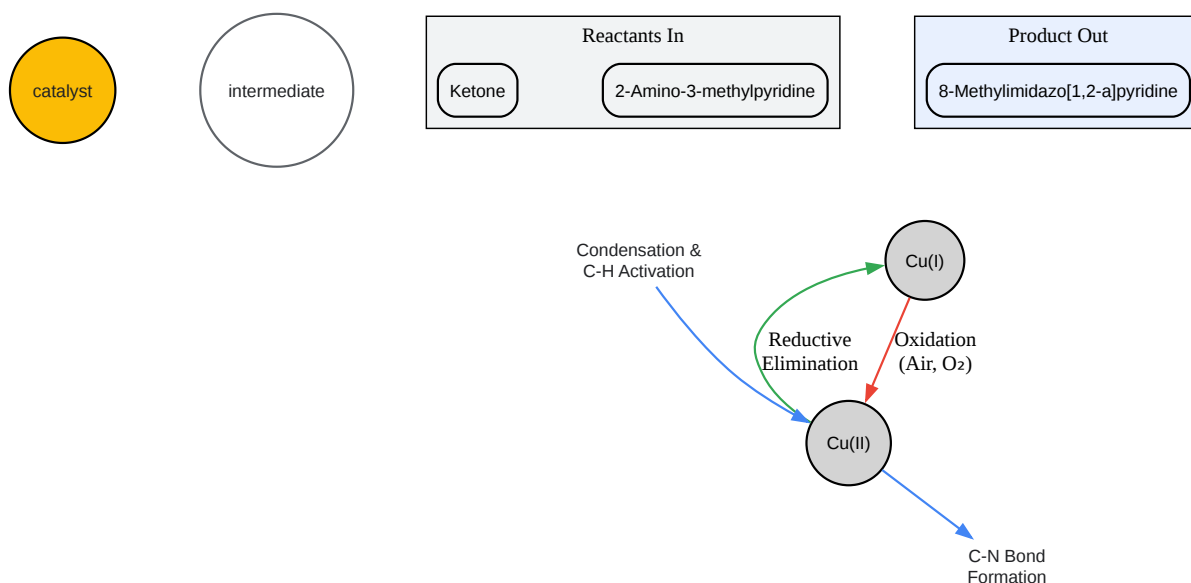 Reactants In
Product Out
catalyst
intermediate
Ketone
2-Amino-3-methylpyridine
8-Methylimidazo[1,2-a]pyridine
Condensation &
C-H Activation
Cu(I)
Reductive
Elimination
Oxidation
(Air, O₂)
Cu(II)
C-N Bond
Formation